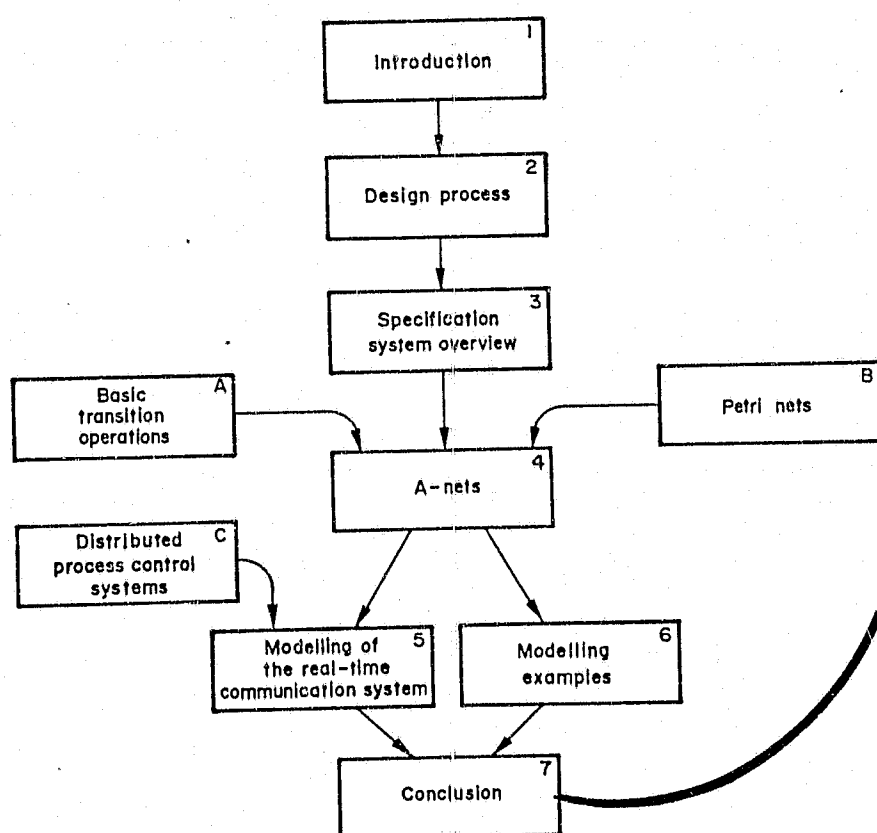 1
Introduction
2
Design process
3
Specification
system overview
A
Basic
transition
operations
B
Petri nets
4
A-nets
C
Distributed
process control
systems
5
Modelling of
the real-time
communication system
6
Modelling
examples
7
Conclusion